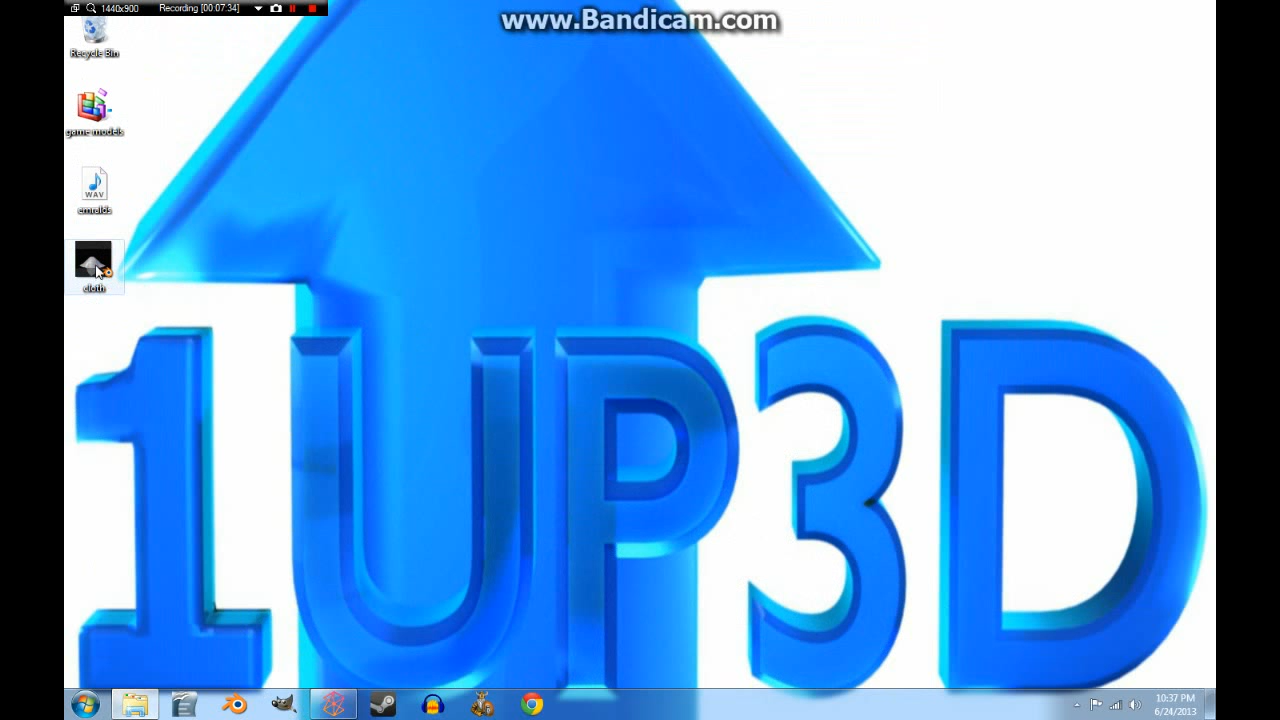 1440x900 Recording [00:07:34]
www.Bandicam.com
Recycle Bin
game models
WAV
emralds
cloth
1UP3D
10:37 PM
6/24/2013